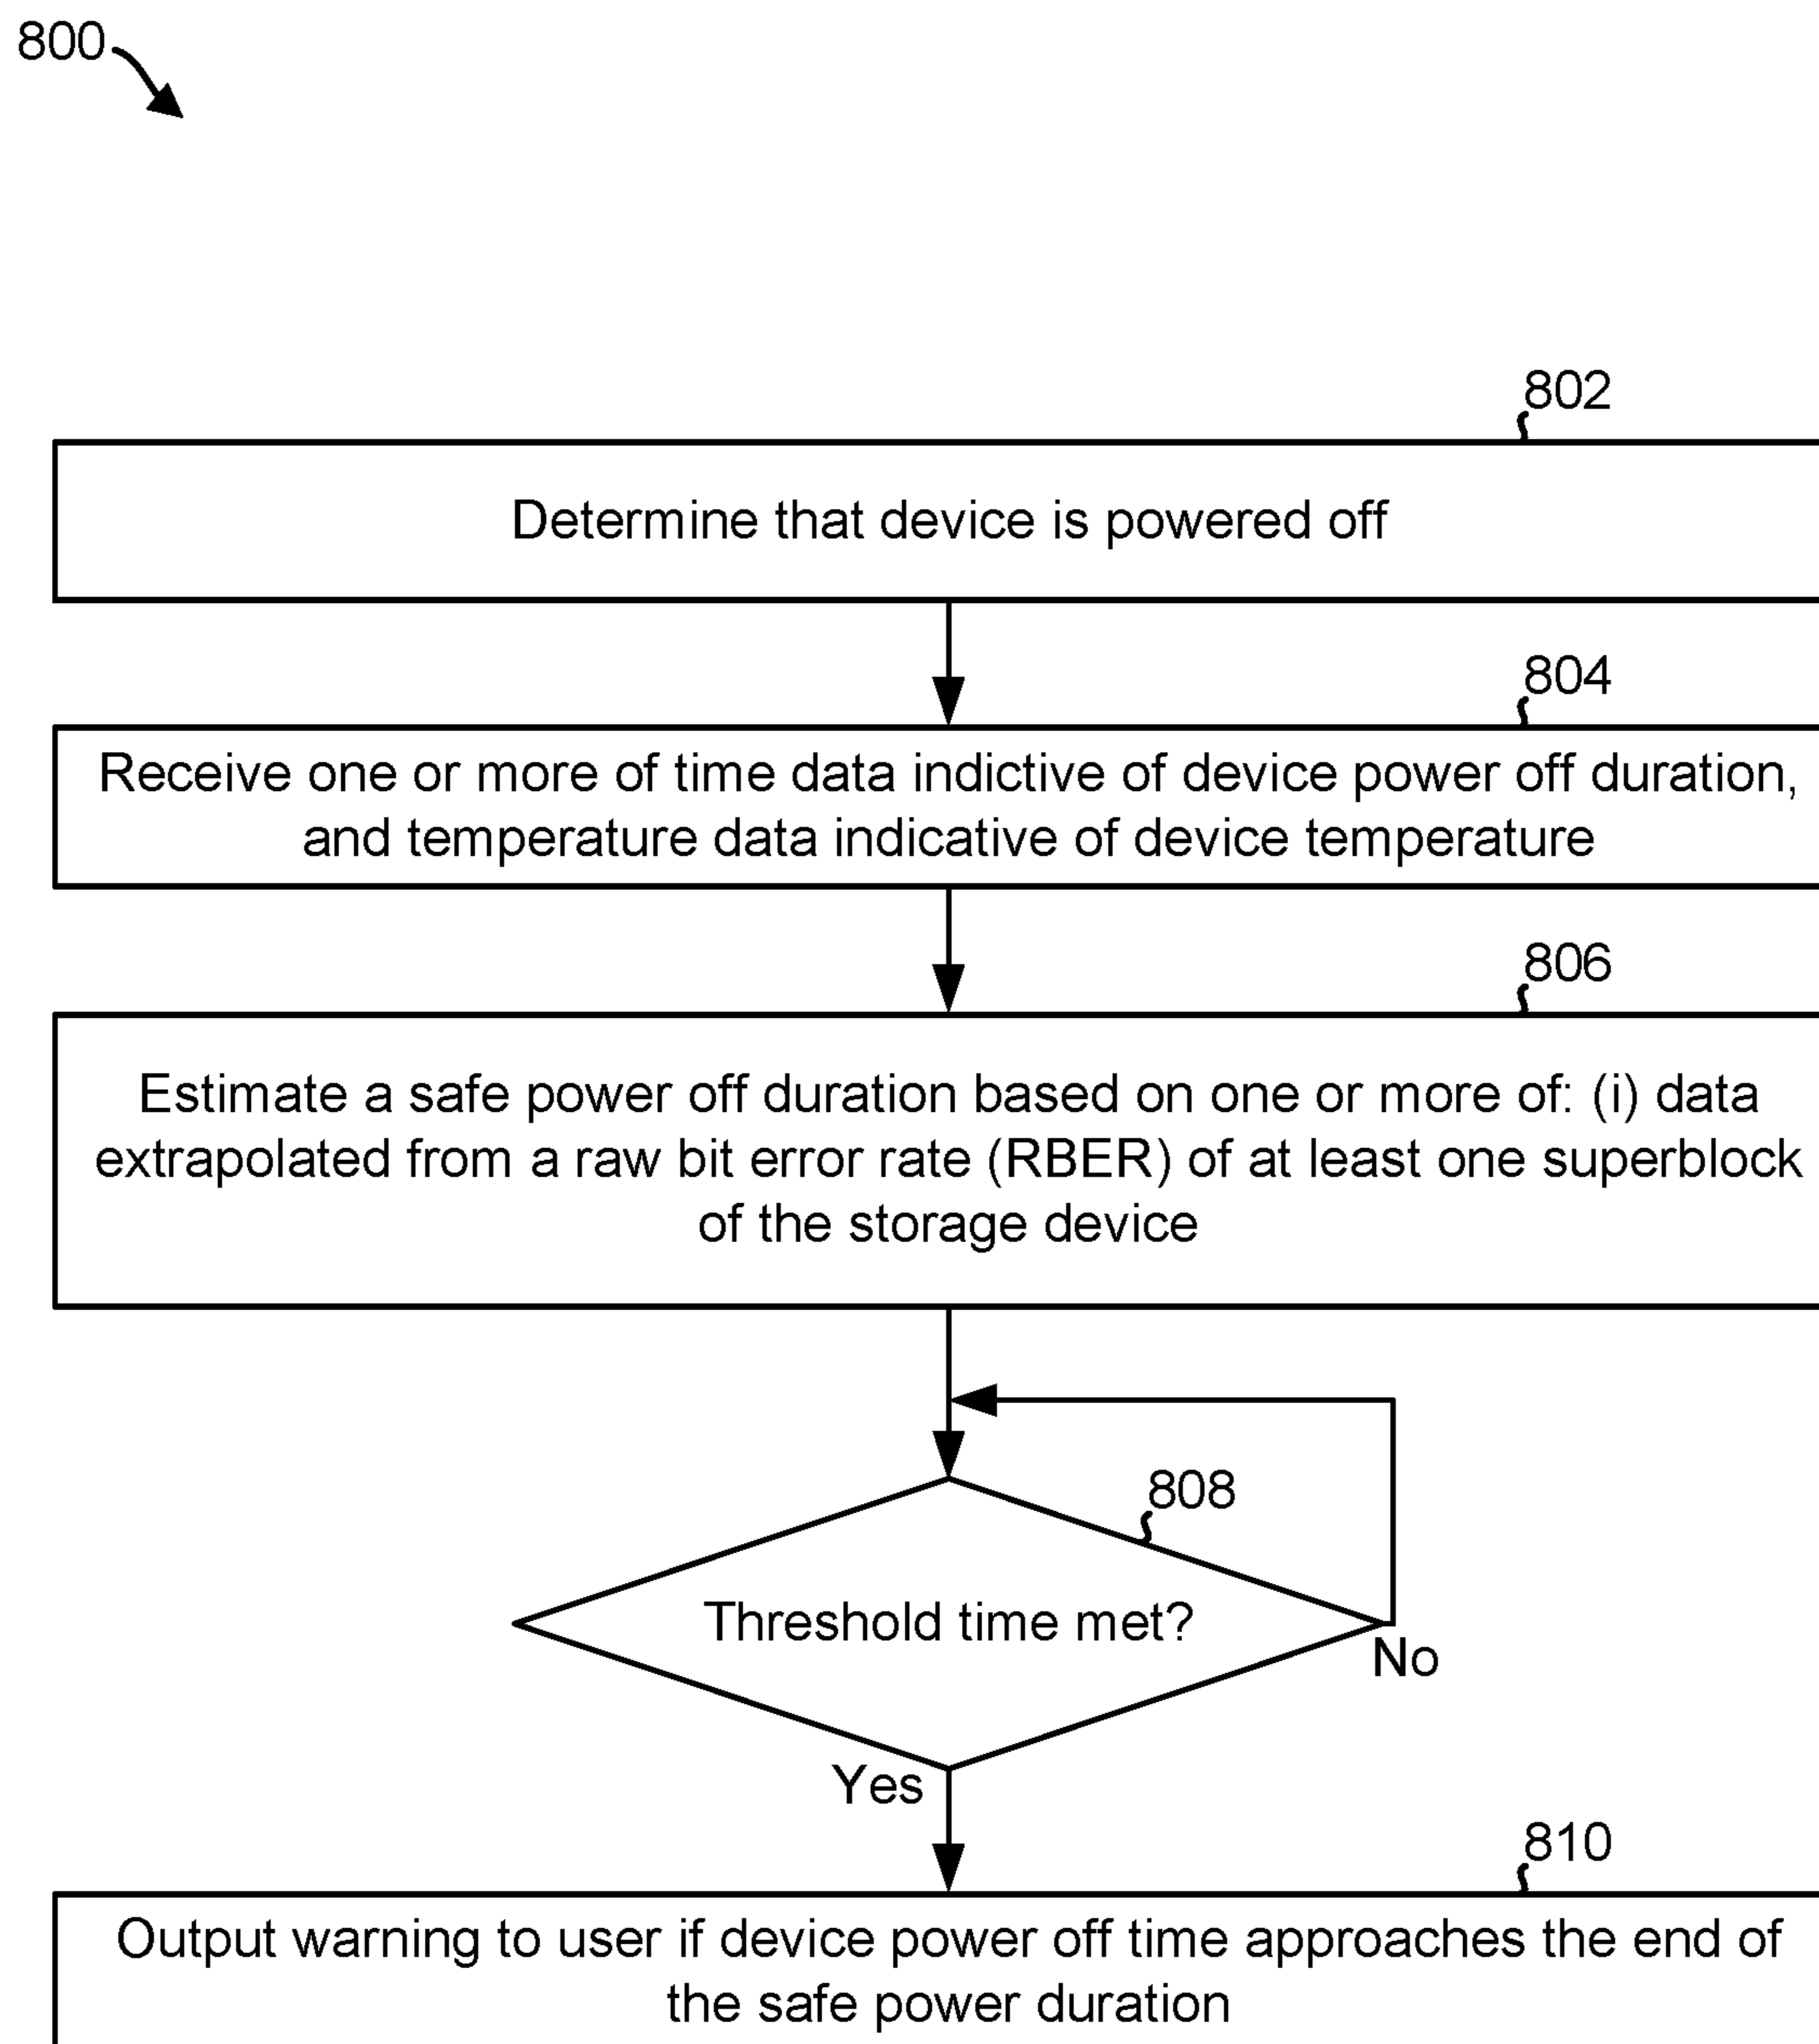 800
802
Determine that device is powered off
804
Receive one or more of time data indictive of device power off duration,
and temperature data indicative of device temperature
806
Estimate a safe power off duration based on one or more of: (i) data
extrapolated from a raw bit error rate (RBER) of at least one superblock
of the storage device
808
Threshold time met?
No
Yes
810
Output warning to user if device power off time approaches the end of
the safe power duration